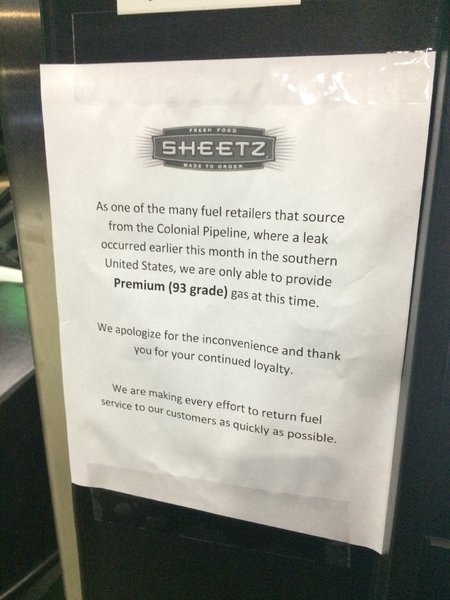 FRESH FOOD
SHEETZ
MADE TO ORDER
As one of the many fuel retailers that source
from the Colonial Pipeline, where a leak
occurred earlier this month in the southern
United States, we are only able to provide
Premium (93 grade) gas at this time.
We apologize for the inconvenience and thank
you for your continued loyalty.
We are making every effort to return fuel
service to our customers as quickly as possible.